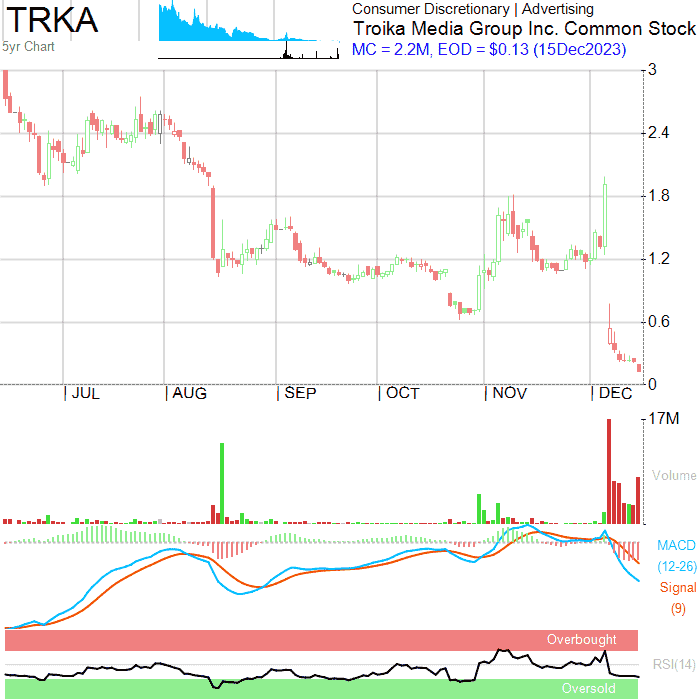 TRKA
5yr Chart
Consumer Discretionary | Advertising
Troika Media Group Inc. Common Stock
MC = 2.2M, EOD = $0.13 (15Dec2023)
3
2.4
1.8
1.2
0.6
0
| JUL | AUG | SEP | OCT | NOV | DEC
17M
Volume
MACD
(12-26)
Signal
(9)
Overbought
RSI(14)
Oversold